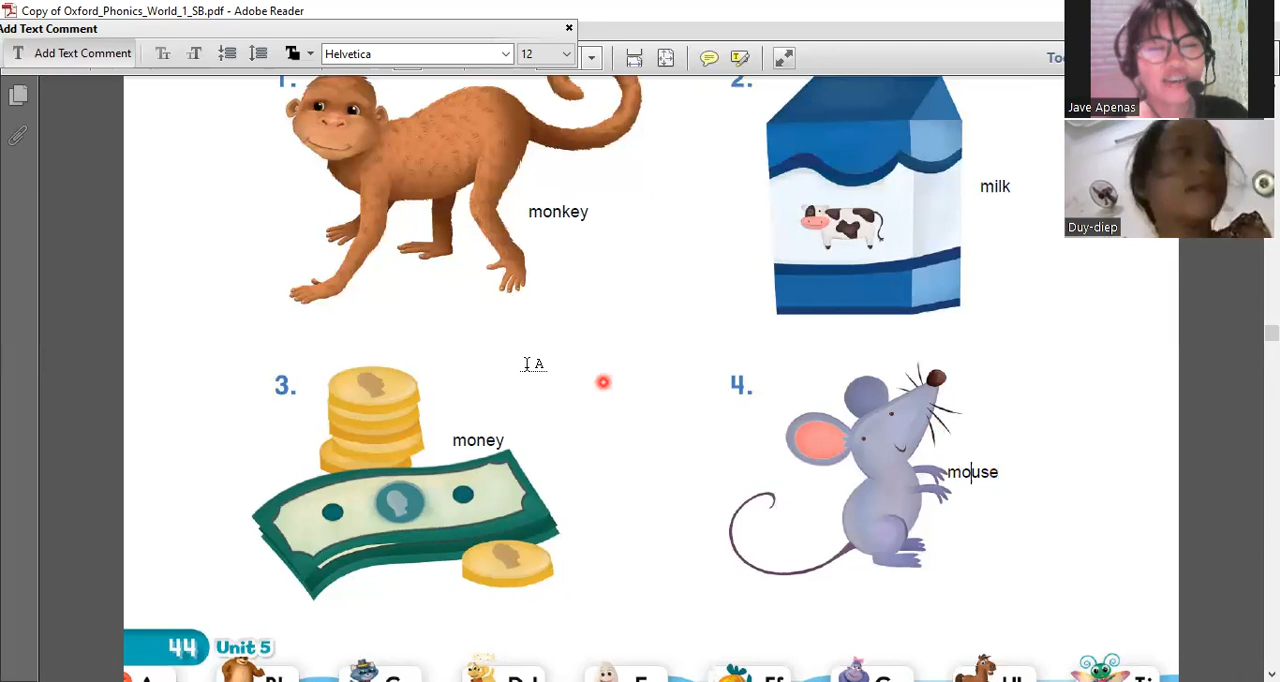 Copy of Oxford_Phonics_World_1_SB.pdf - Adobe Reader
Add Text Comment
T Add Text Comment
Helvetica
12
Too
Jave Apenas
Duy-diep
1.
monkey
2.
milk
3.
money
4.
mouse
44 Unit 5